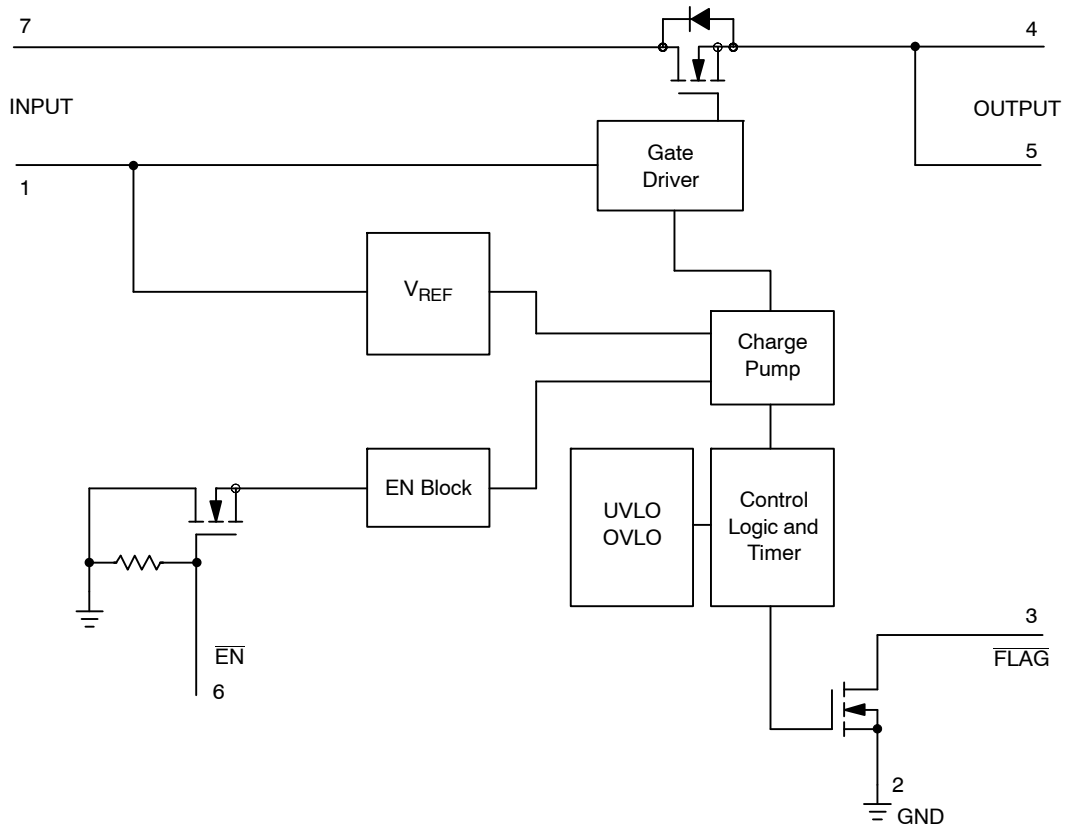 7
4
INPUT
OUTPUT
Gate
Driver
5
1
VREF
Charge
Pump
EN Block
UVLO
OVLO
Control
Logic and
Timer
3
EN
FLAG
6
2
GND